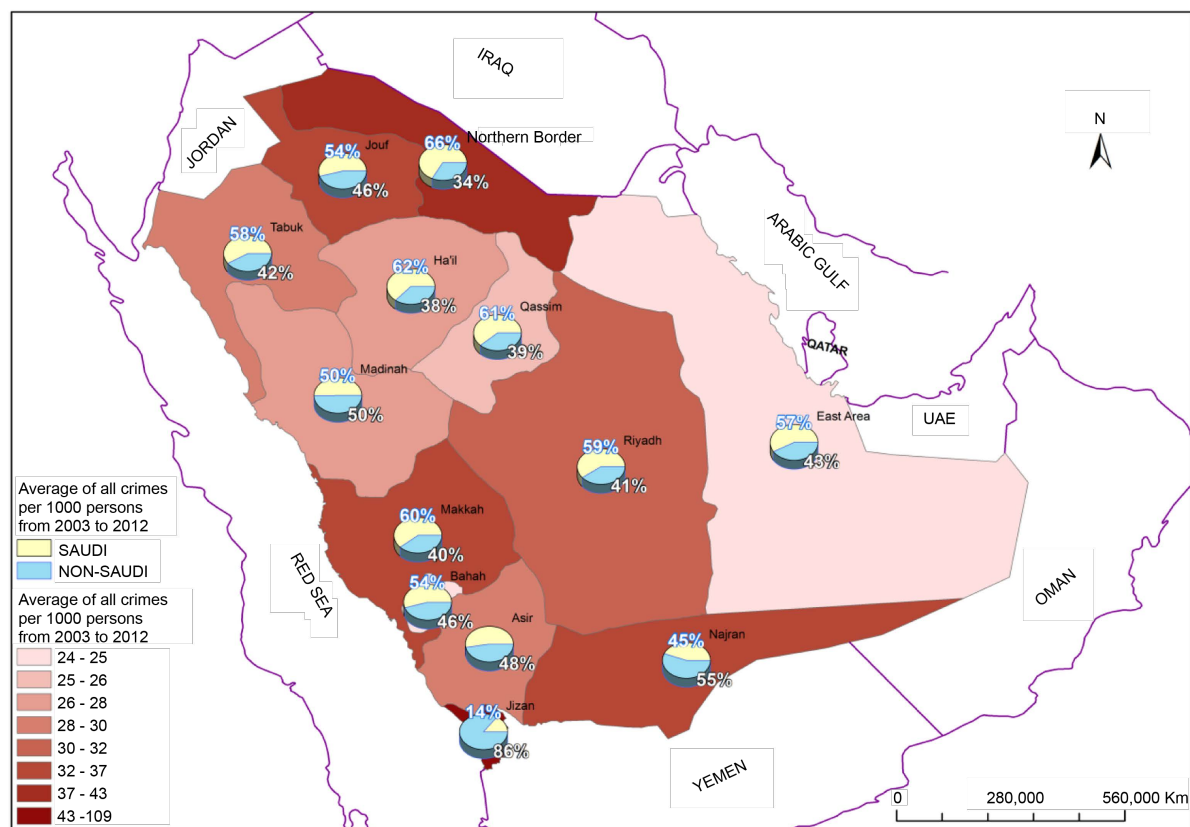 IRAQ
N
JORDAN
Northern Border
66%
34%
Jouf
54%
46%
ARABIC GULF
Tabuk
58%
42%
Ha'il
62%
38%
Qassim
61%
39%
QATAR
Madinah
50%
50%
East Area
57%
43%
UAE
Riyadh
59%
41%
Makkah
60%
40%
Bahah
54%
46%
RED SEA
OMAN
Asir
48%
Najran
45%
55%
Jizan
14%
86%
YEMEN
Average of all crimes
per 1000 persons
from 2003 to 2012
SAUDI
NON-SAUDI
Average of all crimes
per 1000 persons
from 2003 to 2012
24 - 25
25 - 26
26 - 28
28 - 30
30 - 32
32 - 37
37 - 43
43 -109
0 280,000 560,000 Km